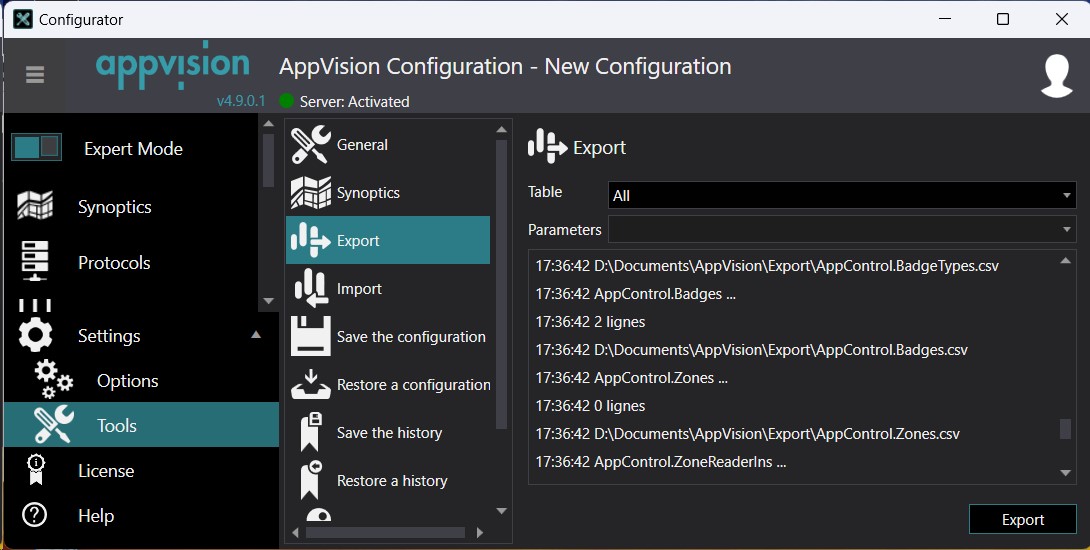 Configurator
appvision
v4.9.0.1
AppVision Configuration - New Configuration
Server: Activated
Expert Mode
Synoptics
Protocols
Settings
Options
Tools
License
Help
General
Synoptics
Export
Import
Save the configuration
Restore a configuration
Save the history
Restore a history
Export
Table
All
Parameters
17:36:42 D:\Documents\AppVision\Export\AppControl.BadgeTypes.csv
17:36:42 AppControl.Badges ...
17:36:42 2 lignes
17:36:42 D:\Documents\AppVision\Export\AppControl.Badges.csv
17:36:42 AppControl.Zones ...
17:36:42 0 lignes
17:36:42 D:\Documents\AppVision\Export\AppControl.Zones.csv
17:36:42 AppControl.ZoneReaderIns ...
Export